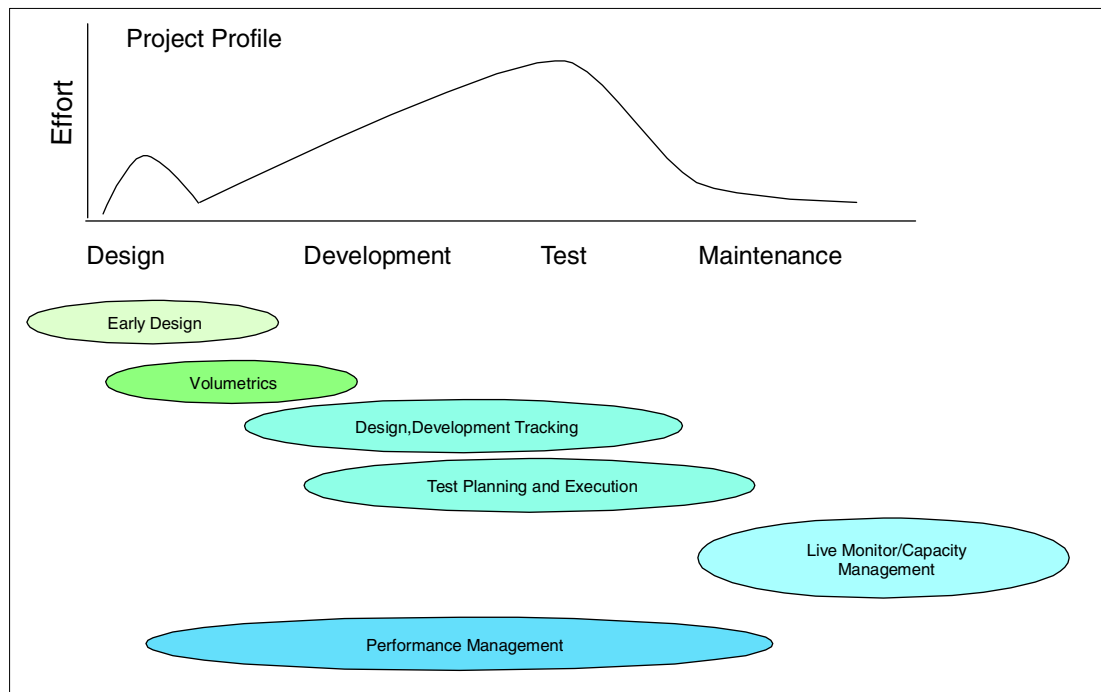 Project Profile
Effort
Design
Development
Test
Maintenance
Early Design
Volumetrics
Design,Development Tracking
Test Planning and Execution
Live Monitor/Capacity
Management
Performance Management